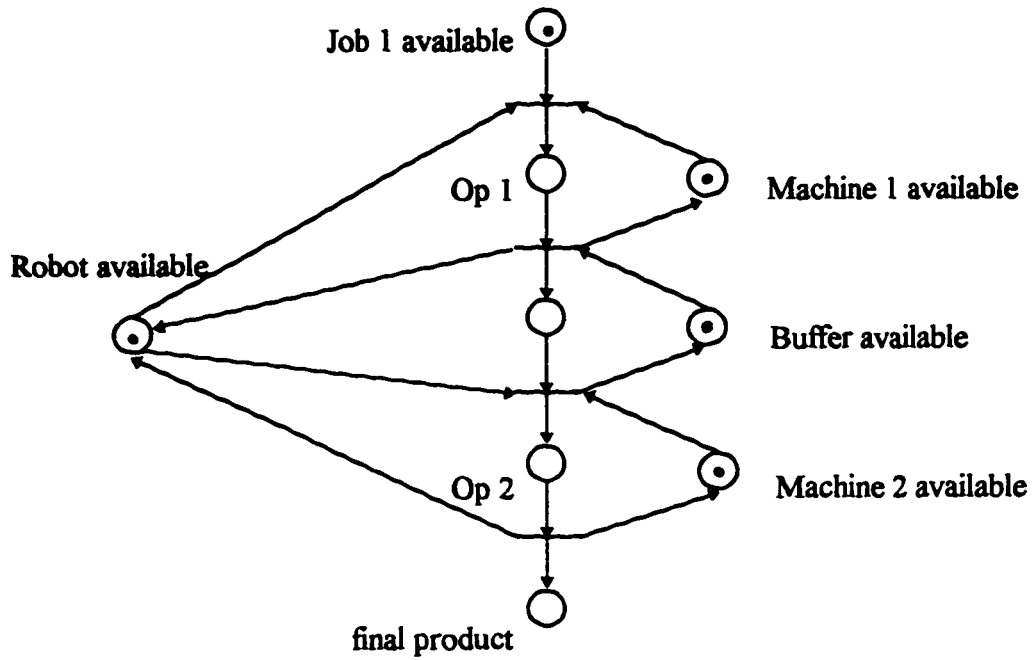 Job 1 available
Op 1
Machine 1 available
Robot available
Buffer available
Op 2
Machine 2 available
final product